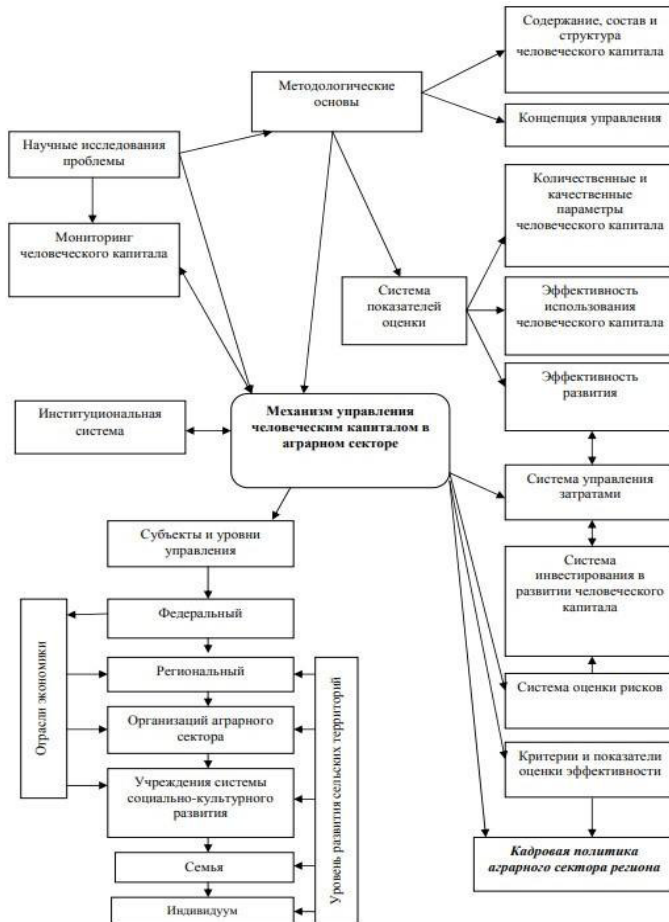 Содержание, состав и
структура
человеческого капитала
Методологические
основы
Концепция управления
Научные исследования
проблемы
Количественные и
качественные
параметры
человеческого капитала
Мониторинг
человеческого капитала
Система
показателей
оценки
Эффективность
использования
человеческого капитала
Эффективность
развития
Институциональная
система
Механизм управления
человеческим капиталом в
аграрном секторе
Система управления
затратами
Субъекты и уровни
управления
Система
инвестирования в
развитии человеческого
капитала
Федеральный
Отрасли экономики
Региональный
Уровень развития сельских территорий
Система оценки рисков
Организаций аграрного
сектора
Критерии и показатели
оценки эффективности
Учреждения системы
социально-культурного
развития
Кадровая политика
аграрного сектора региона
Семья
Индивидуум